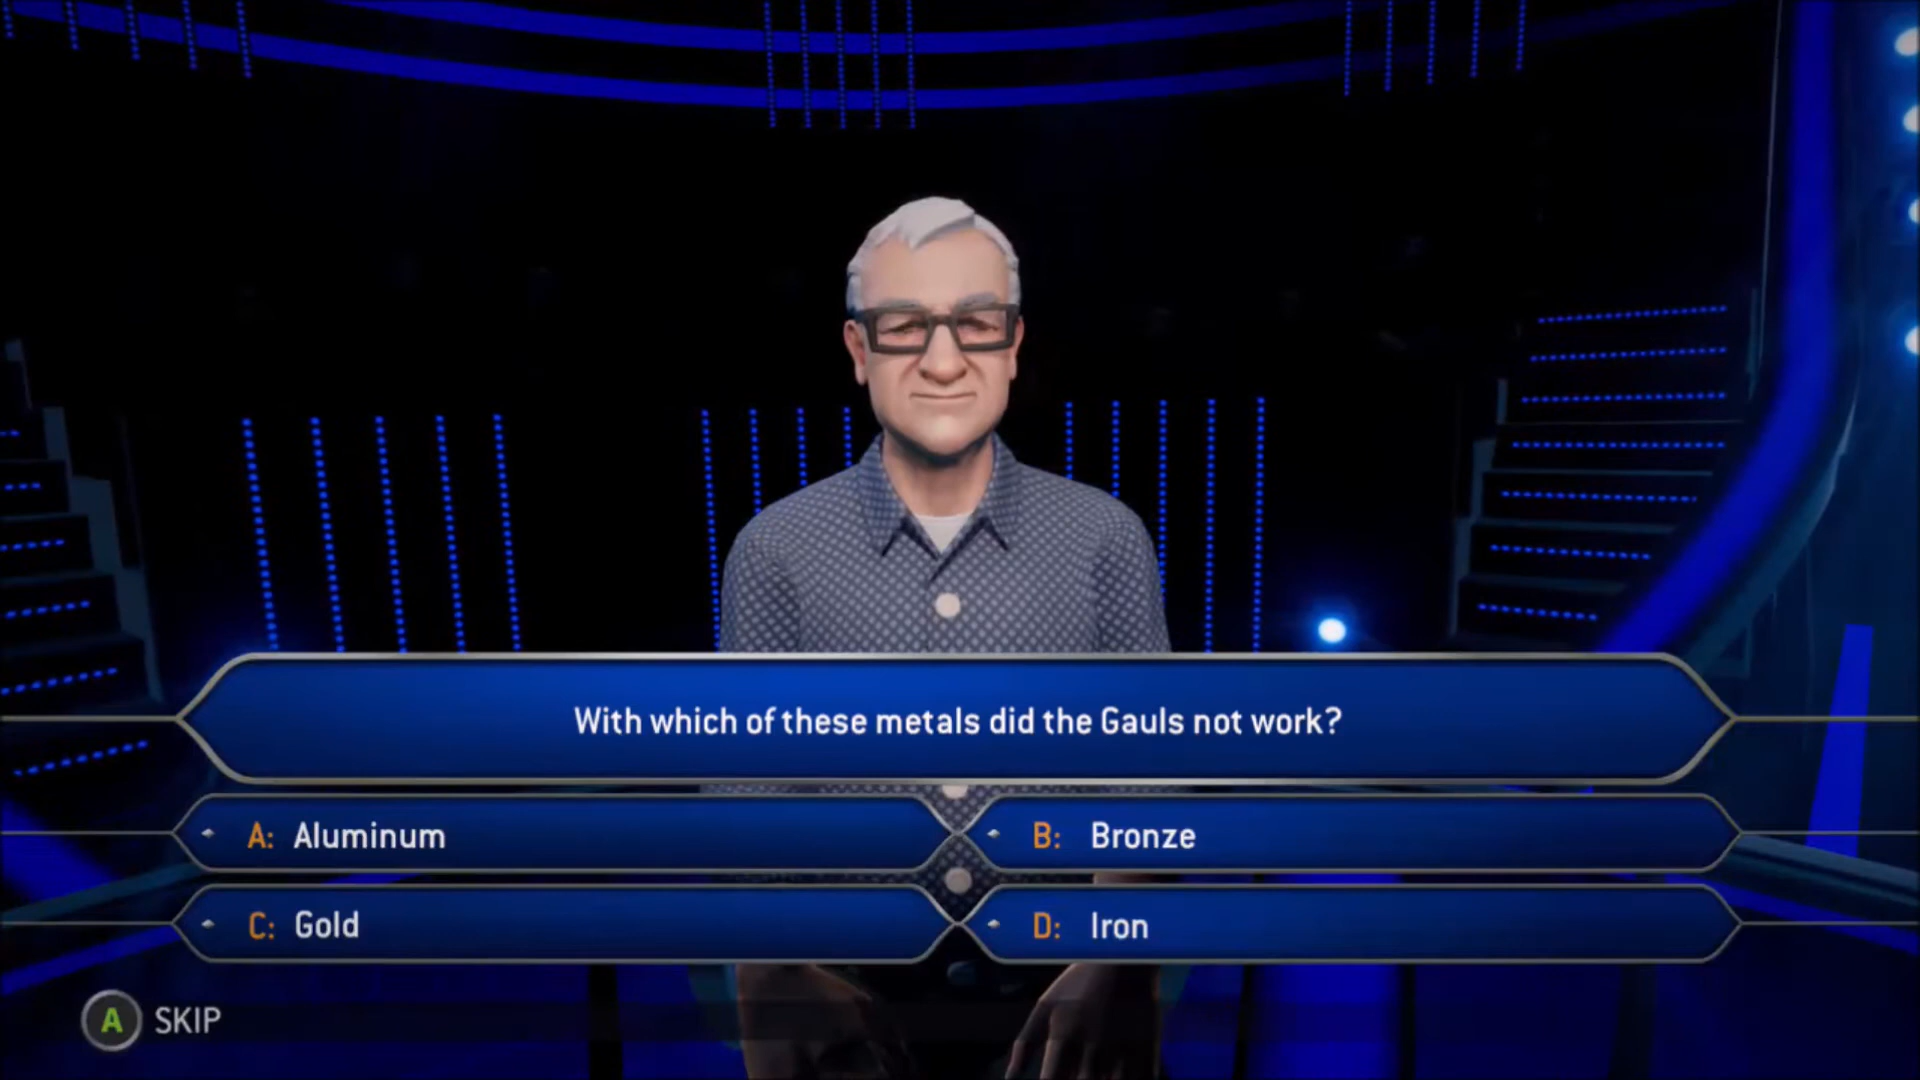 With which of these metals did the Gauls not work?
A: Aluminum
B: Bronze
C: Gold
D: Iron
A SKIP